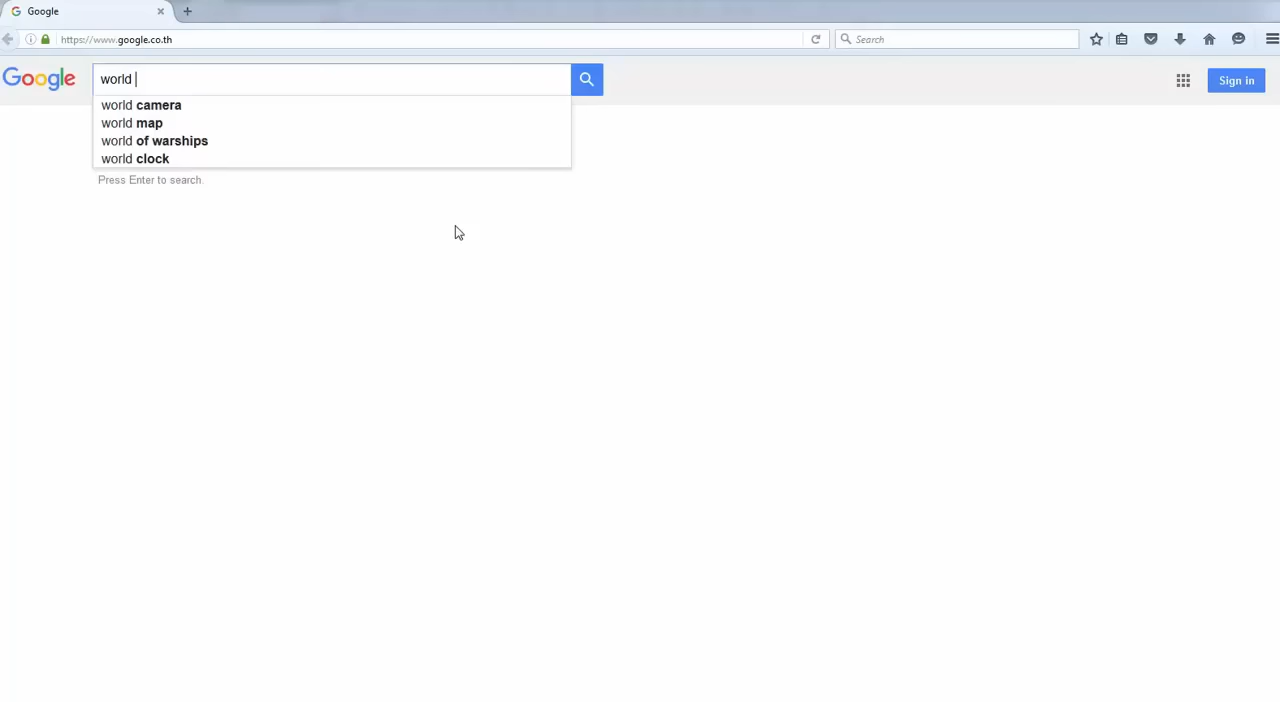 Google
https://www.google.co.th
Search
Google
world
Sign in
world camera
world map
world of warships
world clock
Press Enter to search.